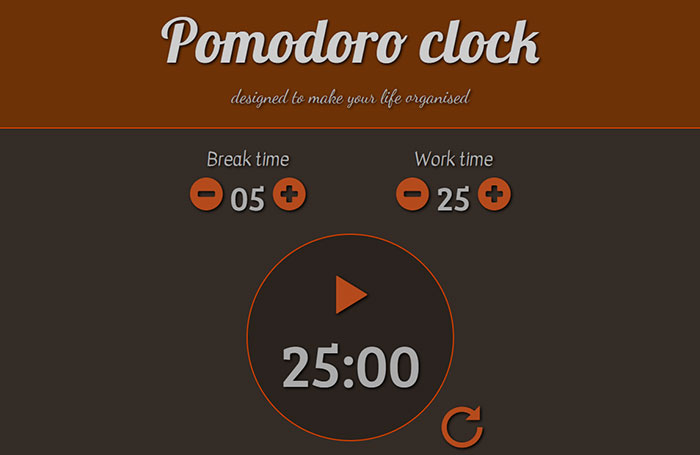 Pomodoro clock
designed to make your life organised
Break time
05
Work time
25
25:00